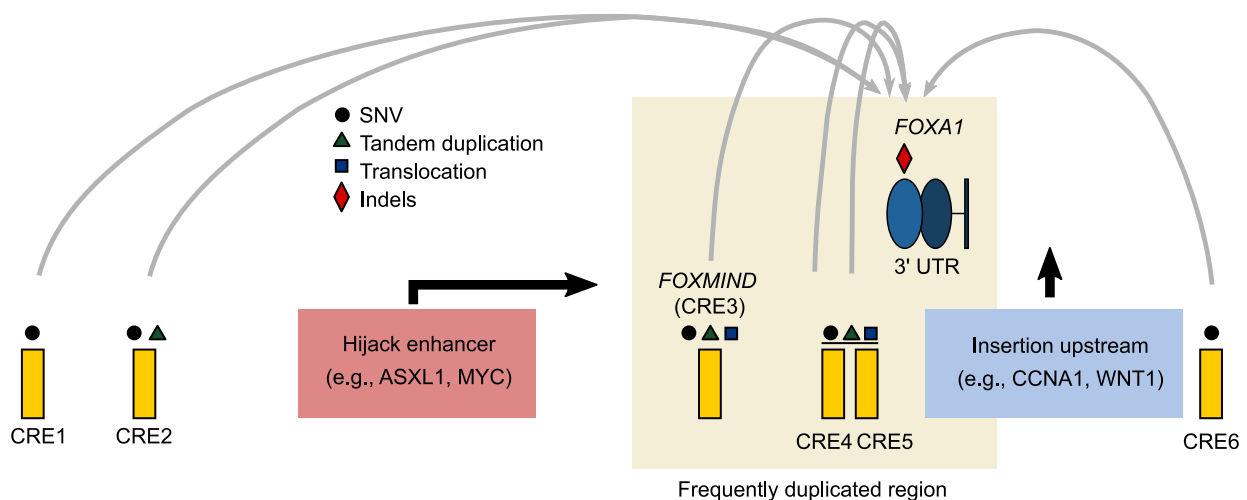 SNV
Tandem duplication
Translocation
Indels
FOXA1
3' UTR
FOXMIND
(CRE3)
Hijack enhancer
(e.g., ASXL1, MYC)
Insertion upstream
(e.g., CCNA1, WNT1)
CRE1
CRE2
CRE4 CRE5
CRE6
Frequently duplicated region